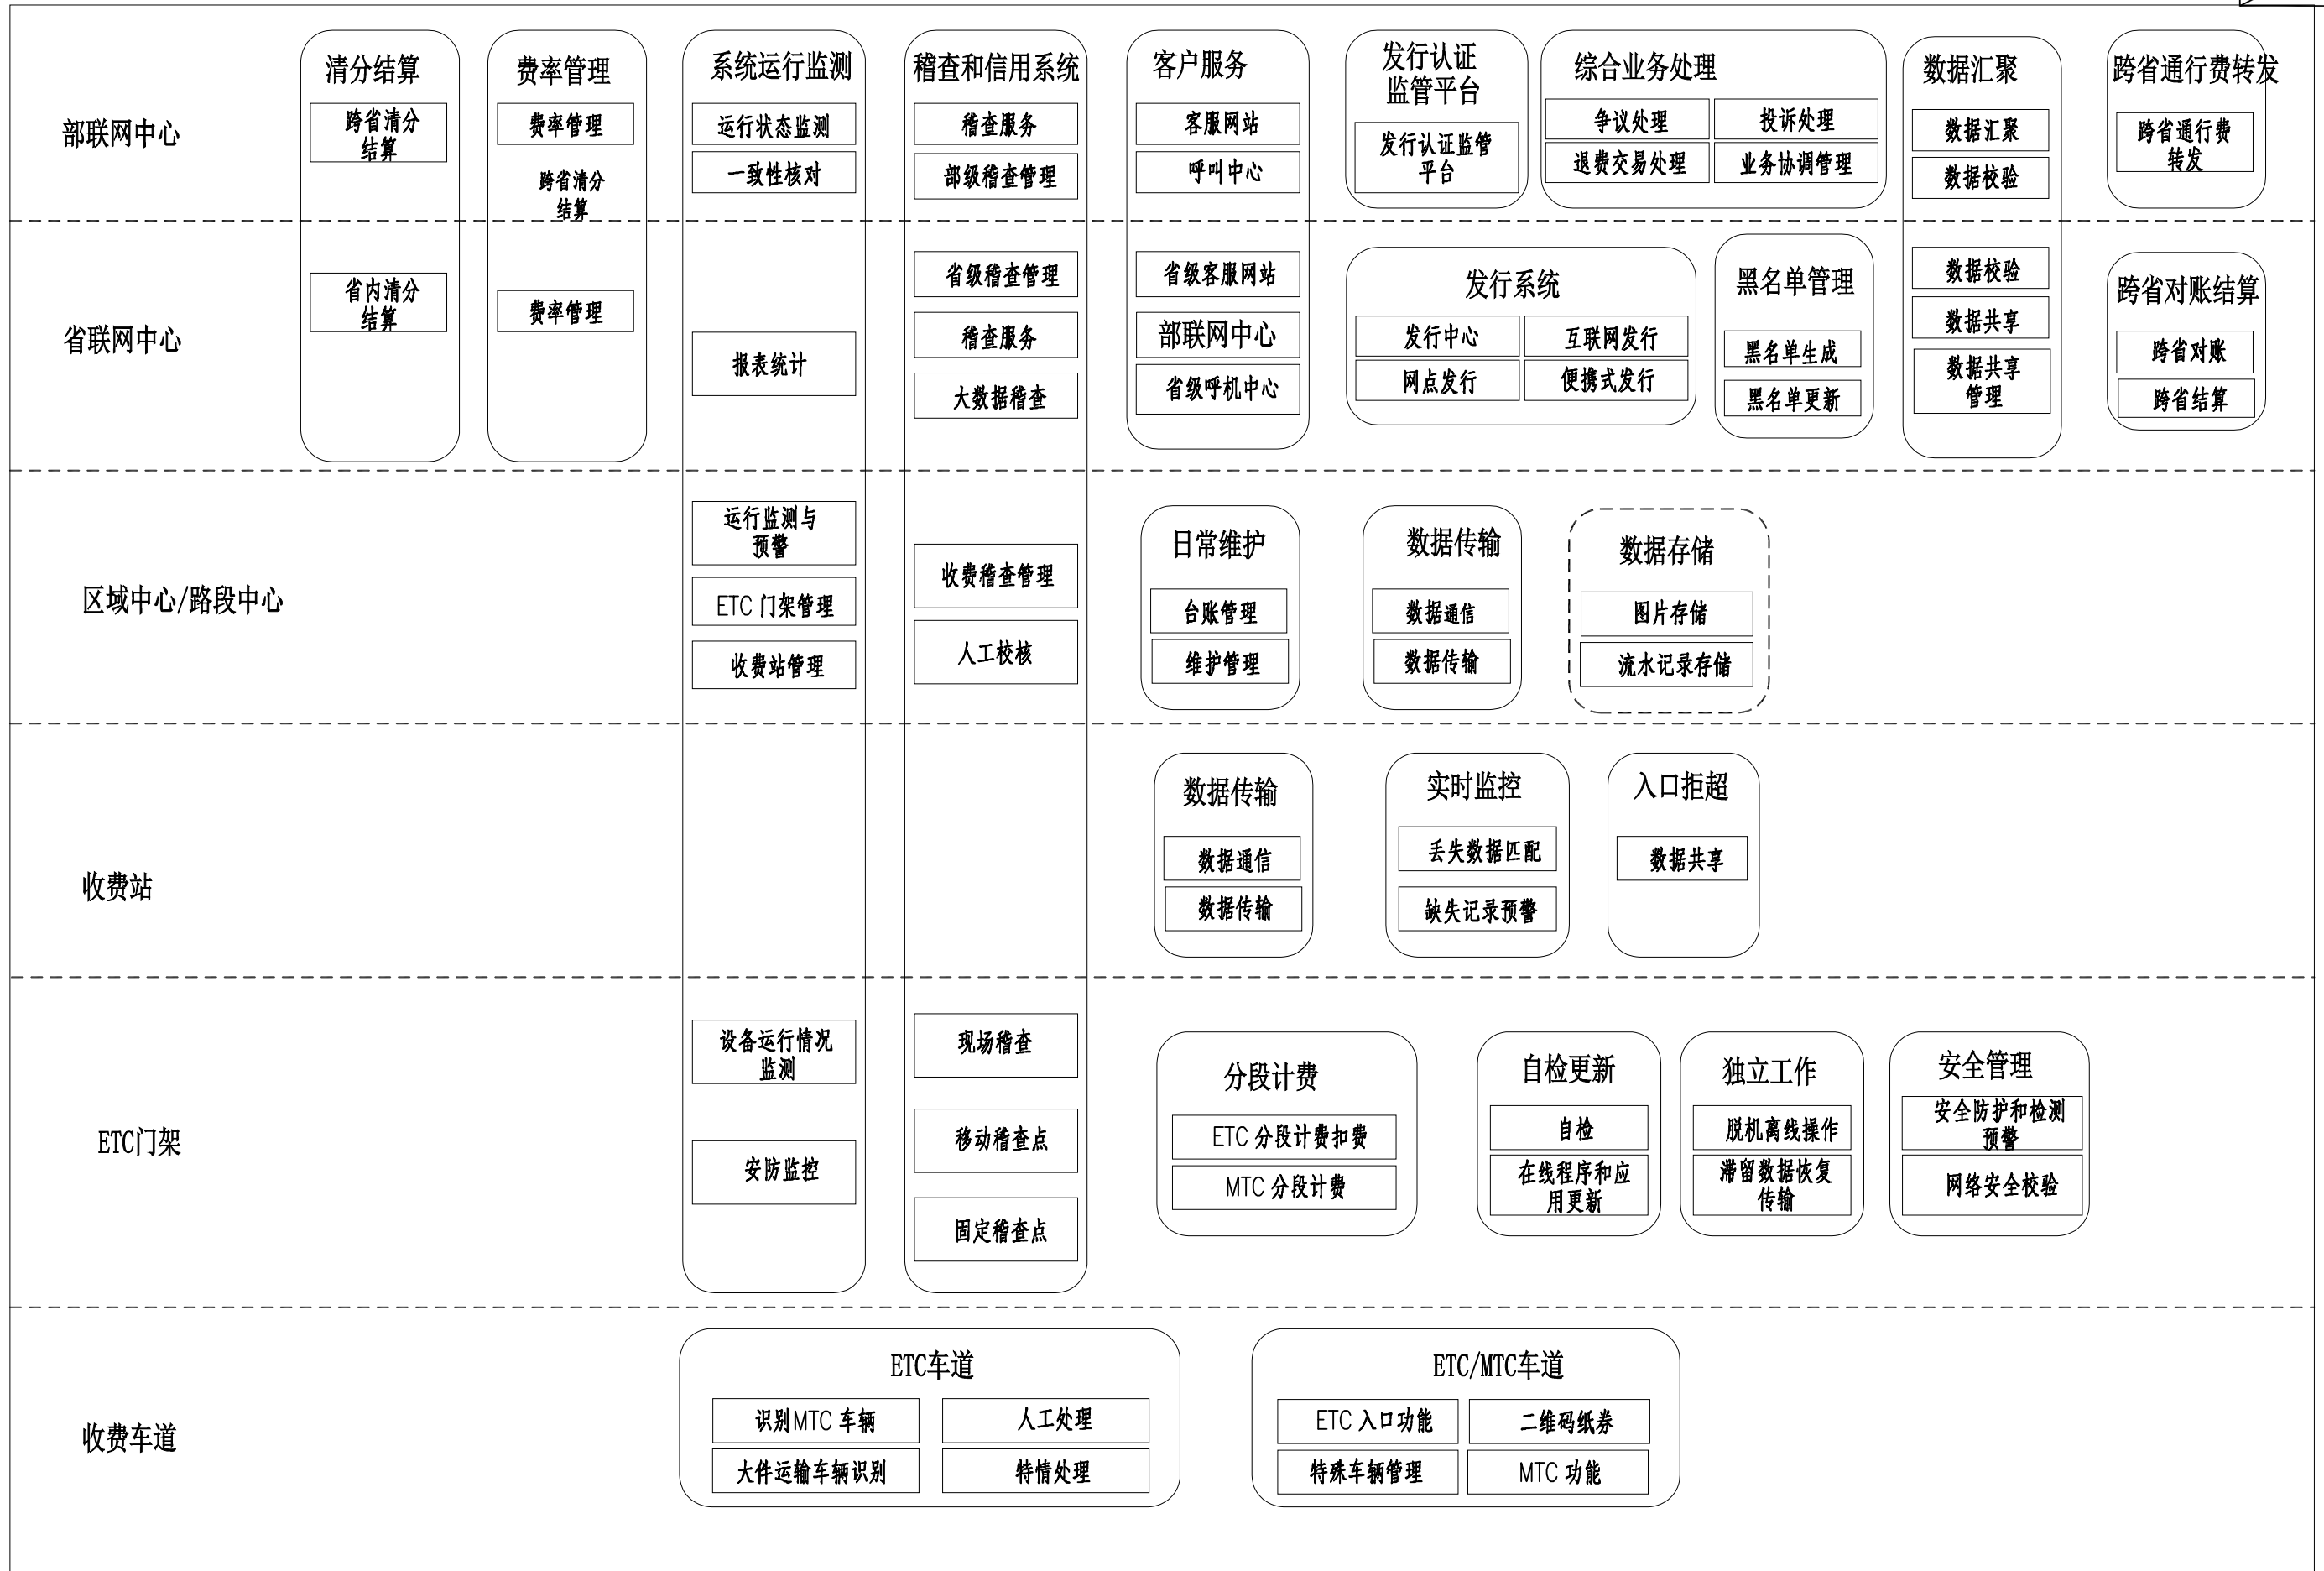 部联网中心
清分结算
跨省清分
结算
费率管理
费率管理
跨省清分
结算
系统运行监测
运行状态监测
一致性核对
稽查和信用系统
稽查服务
部级稽查管理
客户服务
客服网站
呼叫中心
发行认证
监管平台
发行认证监管
平台
综合业务处理
争议处理
投诉处理
退费交易处理
业务协调管理
数据汇聚
数据汇聚
数据校验
跨省通行费转发
跨省通行费
转发
省联网中心
省内清分
结算
费率管理
报表统计
省级稽查管理
稽查服务
大数据稽查
省级客服网站
部联网中心
省级呼机中心
发行系统
发行中心
互联网发行
网点发行
便携式发行
黑名单管理
黑名单生成
黑名单更新
数据校验
数据共享
数据共享
管理
跨省对账结算
跨省对账
跨省结算
区域中心/路段中心
运行监测与
预警
ETC 门架管理
收费站管理
收费稽查管理
人工校核
日常维护
台账管理
维护管理
数据传输
数据通信
数据传输
数据存储
图片存储
流水记录存储
收费站
数据传输
数据通信
数据传输
实时监控
丢失数据匹配
缺失记录预警
入口拒超
数据共享
ETC门架
设备运行情况
监测
安防监控
现场稽查
移动稽查点
固定稽查点
分段计费
ETC 分段计费扣费
MTC 分段计费
自检更新
自检
在线程序和应
用更新
独立工作
脱机离线操作
滞留数据恢复
传输
安全管理
安全防护和检测
预警
网络安全校验
收费车道
ETC车道
识别MTC 车辆
人工处理
大件运输车辆识别
特情处理
ETC/MTC车道
ETC 入口功能
二维码纸券
特殊车辆管理
MTC 功能